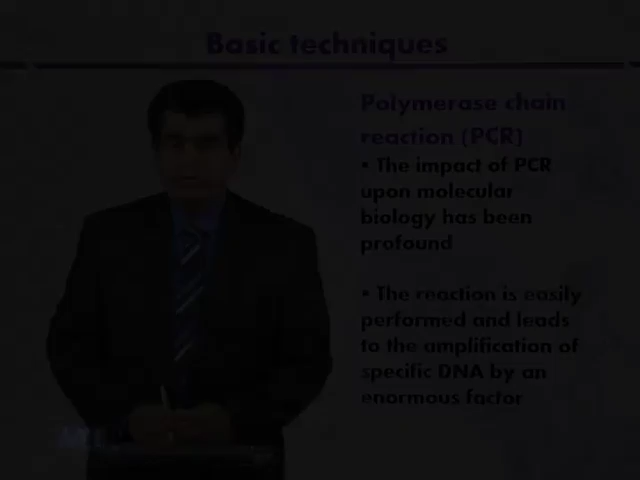 Basic techniques
Polymerase chain
reaction (PCR)
• The impact of PCR
upon molecular
biology has been
profound
• The reaction is easily
performed and leads
to the amplification of
specific DNA by an
enormous factor